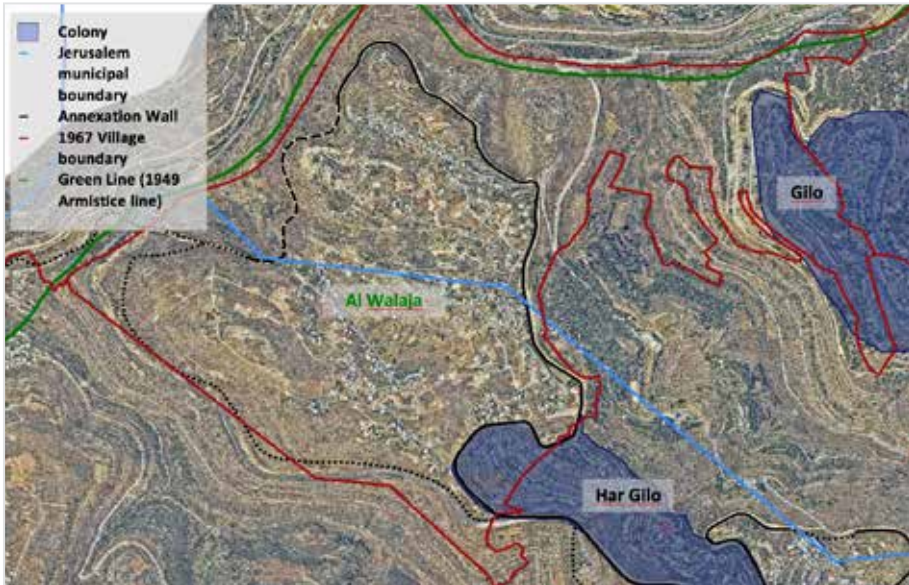 Colony
Jerusalem
municipal
boundary
Annexation Wall
1967 Village
boundary
Green Line (1949
Armistice line)
Gilo
Al Walaja
Har Gilo